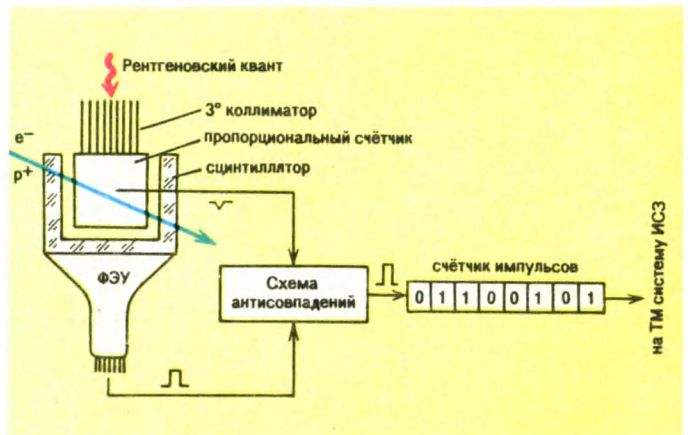 Рентгеновский квант
3° коллиматор
пропорциональный счётчик
сцинтиллятор
e⁻
p⁺
ФЭУ
Схема
антисовпадений
счётчик импульсов
0 1 1 0 0 1 0 1
на ТМ систему ИСЗ